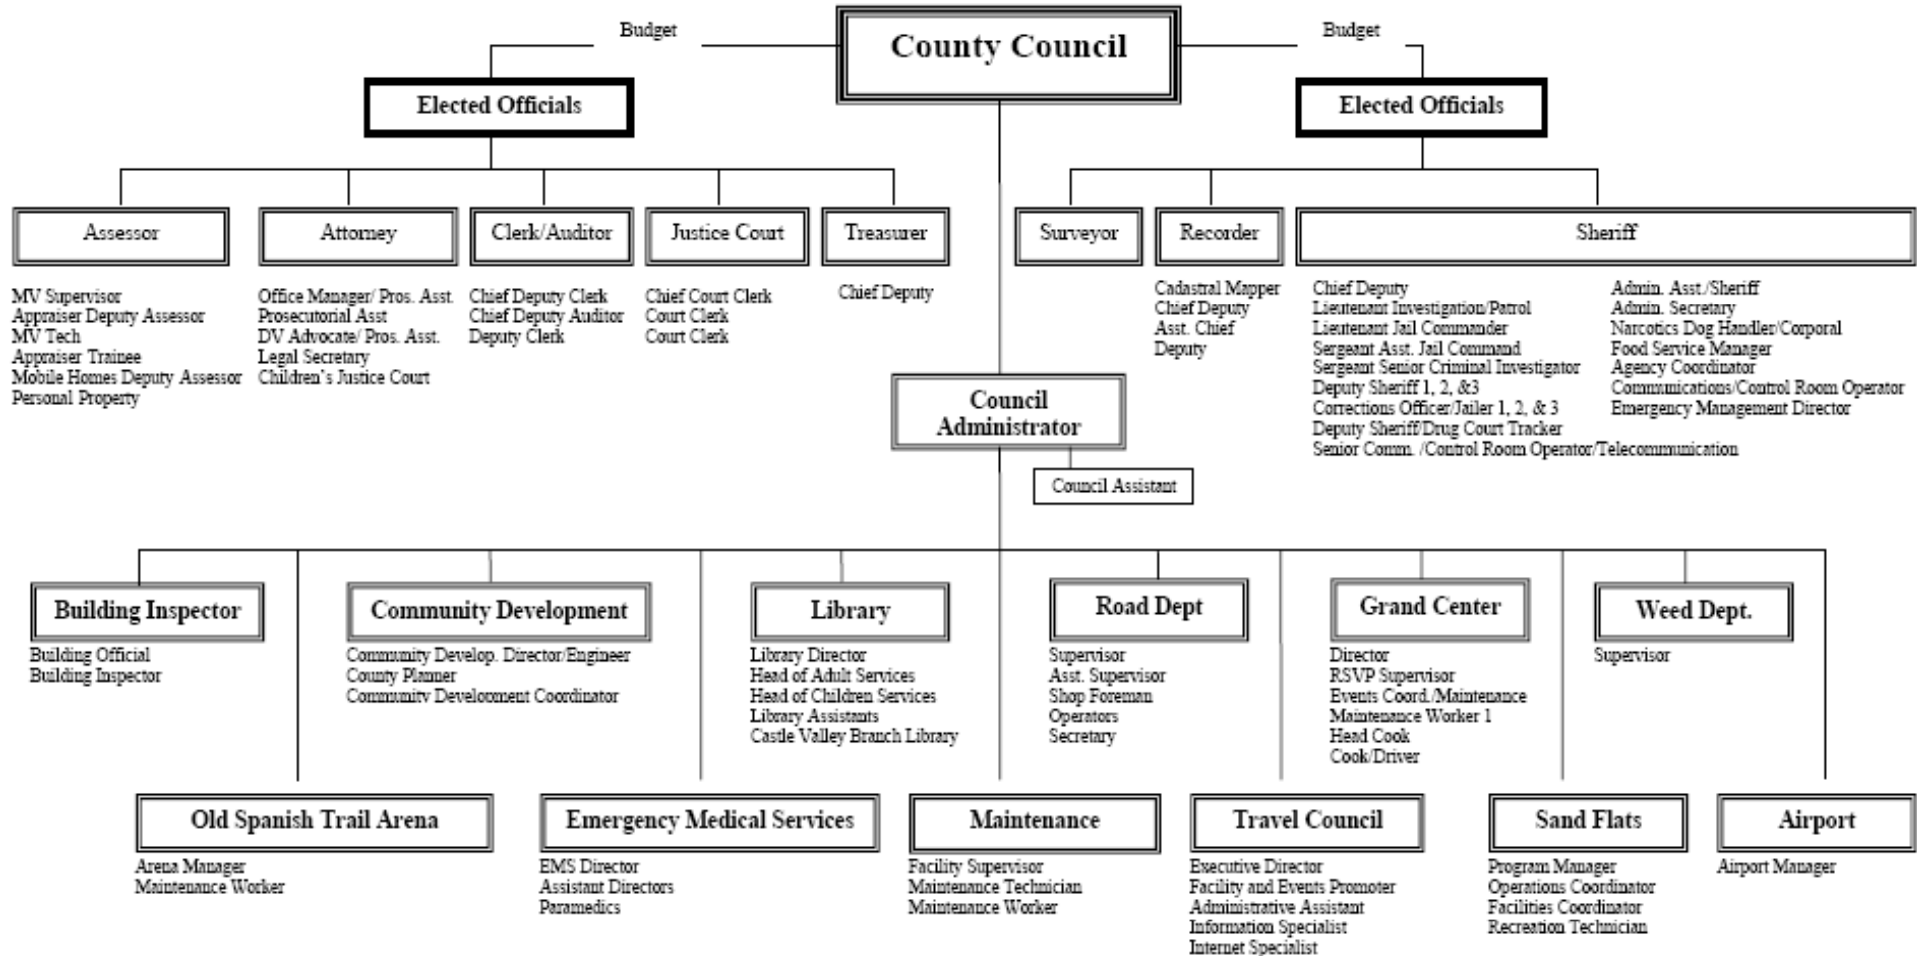 Budget
County Council
Budget
Elected Officials
Elected Officials
Assessor
MV Supervisor
Appraiser Deputy Assessor
MV Tech
Appraiser Trainee
Mobile Homes Deputy Assessor
Personal Property
Attorney
Office Manager/ Pros. Asst.
Prosecutorial Asst
DV Advocate/ Pros. Asst.
Legal Secretary
Children's Justice Court
Clerk/Auditor
Chief Deputy Clerk
Chief Deputy Auditor
Deputy Clerk
Justice Court
Chief Court Clerk
Court Clerk
Court Clerk
Treasurer
Chief Deputy
Surveyor
Recorder
Cadastral Mapper
Chief Deputy
Asst. Chief
Deputy
Sheriff
Chief Deputy
Lieutenant Investigation/Patrol
Lieutenant Jail Commander
Sergeant Asst. Jail Command
Sergeant Senior Criminal Investigator
Deputy Sheriff 1, 2, &3
Corrections Officer/Jailer 1, 2, & 3
Deputy Sheriff/Drug Court Tracker
Senior Comm. /Control Room Operator/Telecommunication
Admin. Asst./Sheriff
Admin. Secretary
Narcotics Dog Handler/Corporal
Food Service Manager
Agency Coordinator
Communications/Control Room Operator
Emergency Management Director
Council
Administrator
Council Assistant
Building Inspector
Building Official
Building Inspector
Community Development
Community Develop. Director/Engineer
County Planner
Community Development Coordinator
Library
Library Director
Head of Adult Services
Head of Children Services
Library Assistants
Castle Valley Branch Library
Road Dept
Supervisor
Asst. Supervisor
Shop Foreman
Operators
Secretary
Grand Center
Director
RSVP Supervisor
Events Coord./Maintenance
Maintenance Worker 1
Head Cook
Cook/Driver
Weed Dept.
Supervisor
Old Spanish Trail Arena
Arena Manager
Maintenance Worker
Emergency Medical Services
EMS Director
Assistant Directors
Paramedics
Maintenance
Facility Supervisor
Maintenance Technician
Maintenance Worker
Travel Council
Executive Director
Facility and Events Promoter
Administrative Assistant
Information Specialist
Internet Specialist
Sand Flats
Program Manager
Operations Coordinator
Facilities Coordinator
Recreation Technician
Airport
Airport Manager